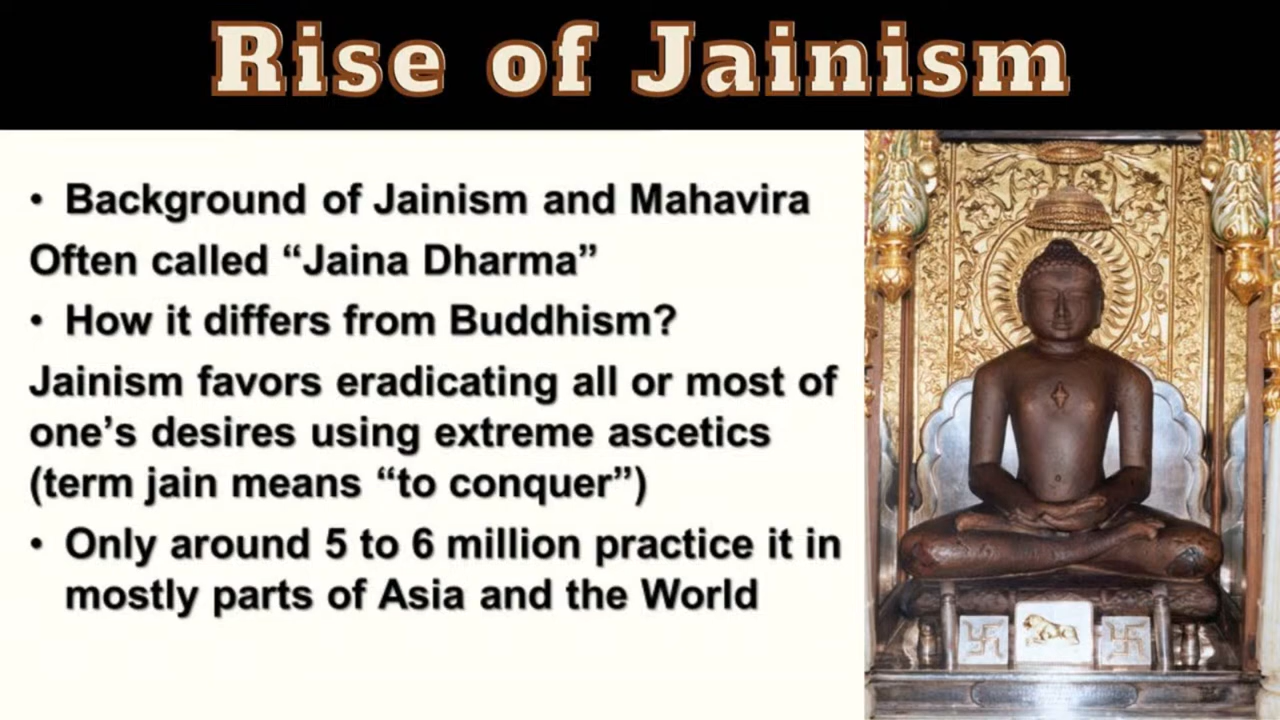 Rise of Jainism
• Background of Jainism and Mahavira
Often called “Jaina Dharma”
• How it differs from Buddhism?
Jainism favors eradicating all or most of
one’s desires using extreme ascetics
(term jain means “to conquer”)
• Only around 5 to 6 million practice it in
mostly parts of Asia and the World